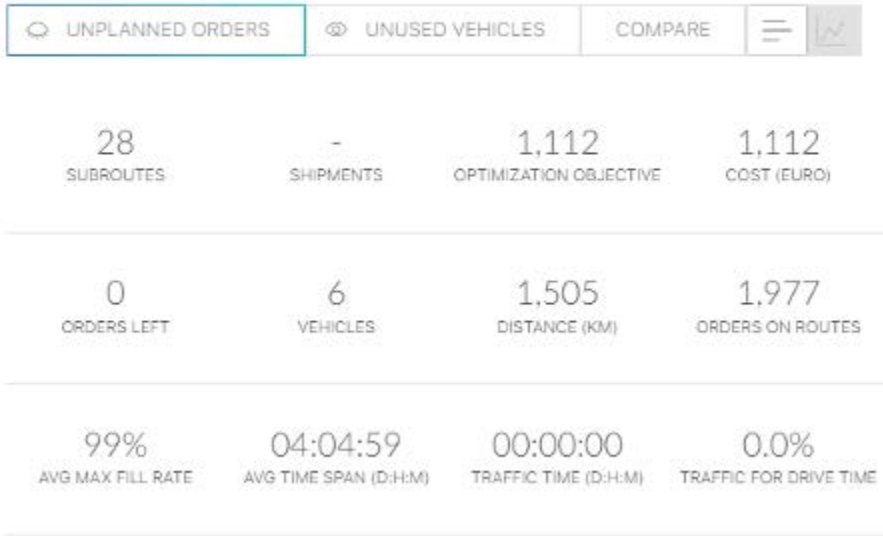 UNPLANNED ORDERS UNUSED VEHICLES COMPARE
28 - 1,112 1,112
SUBROUTES SHIPMENTS OPTIMIZATION OBJECTIVE COST (EURO)
0 6 1,505 1,977
ORDERS LEFT VEHICLES DISTANCE (KM) ORDERS ON ROUTES
99% 04:04:59 00:00:00 0.0%
AVG MAX FILL RATE AVG TIME SPAN (D:H:M) TRAFFIC TIME (D:H:M) TRAFFIC FOR DRIVE TIME